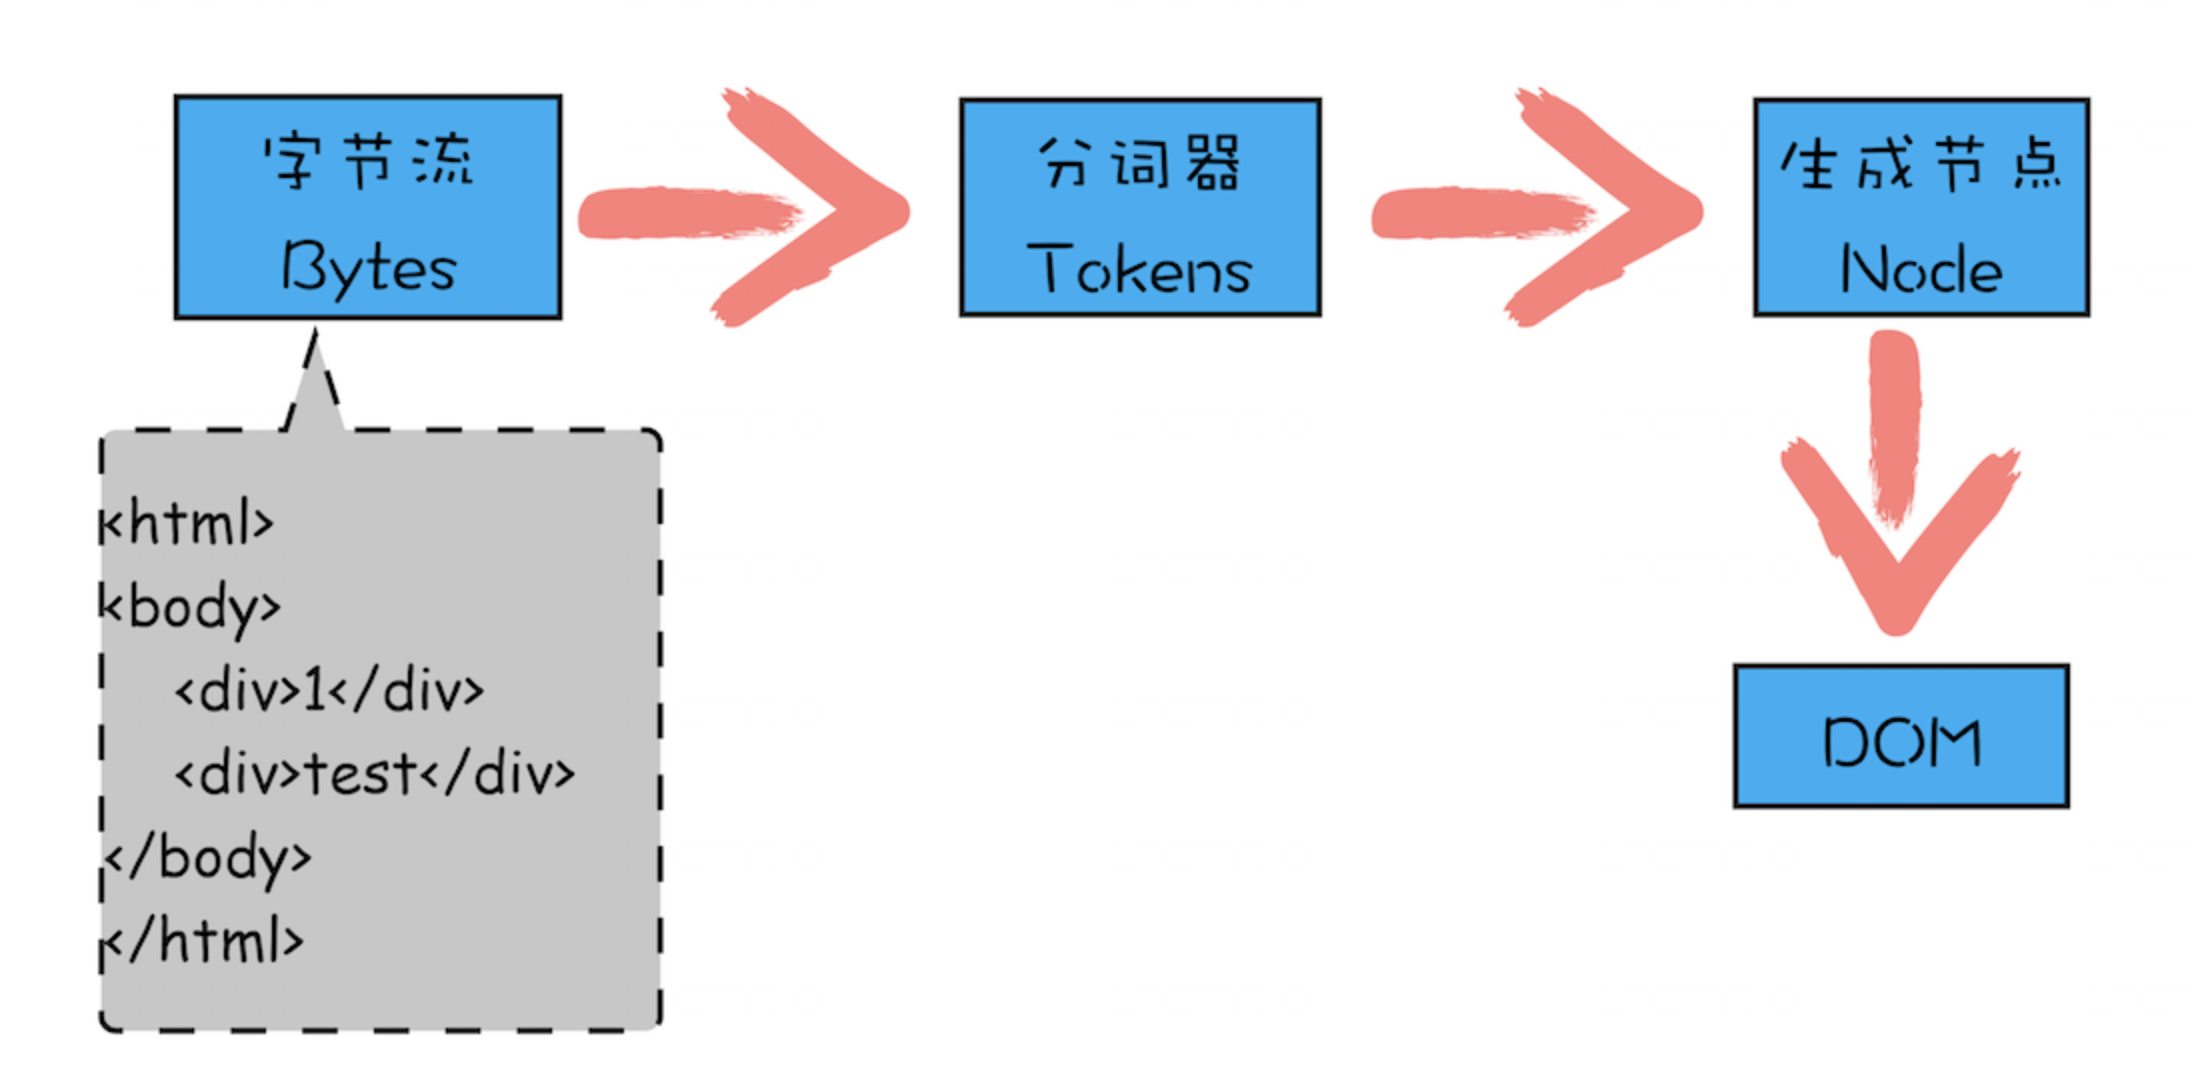 字节流
Bytes
分词器
Tokens
生成节点
Node
<html>
<body>
<div>1</div>
<div>test</div>
</body>
</html>
DOM